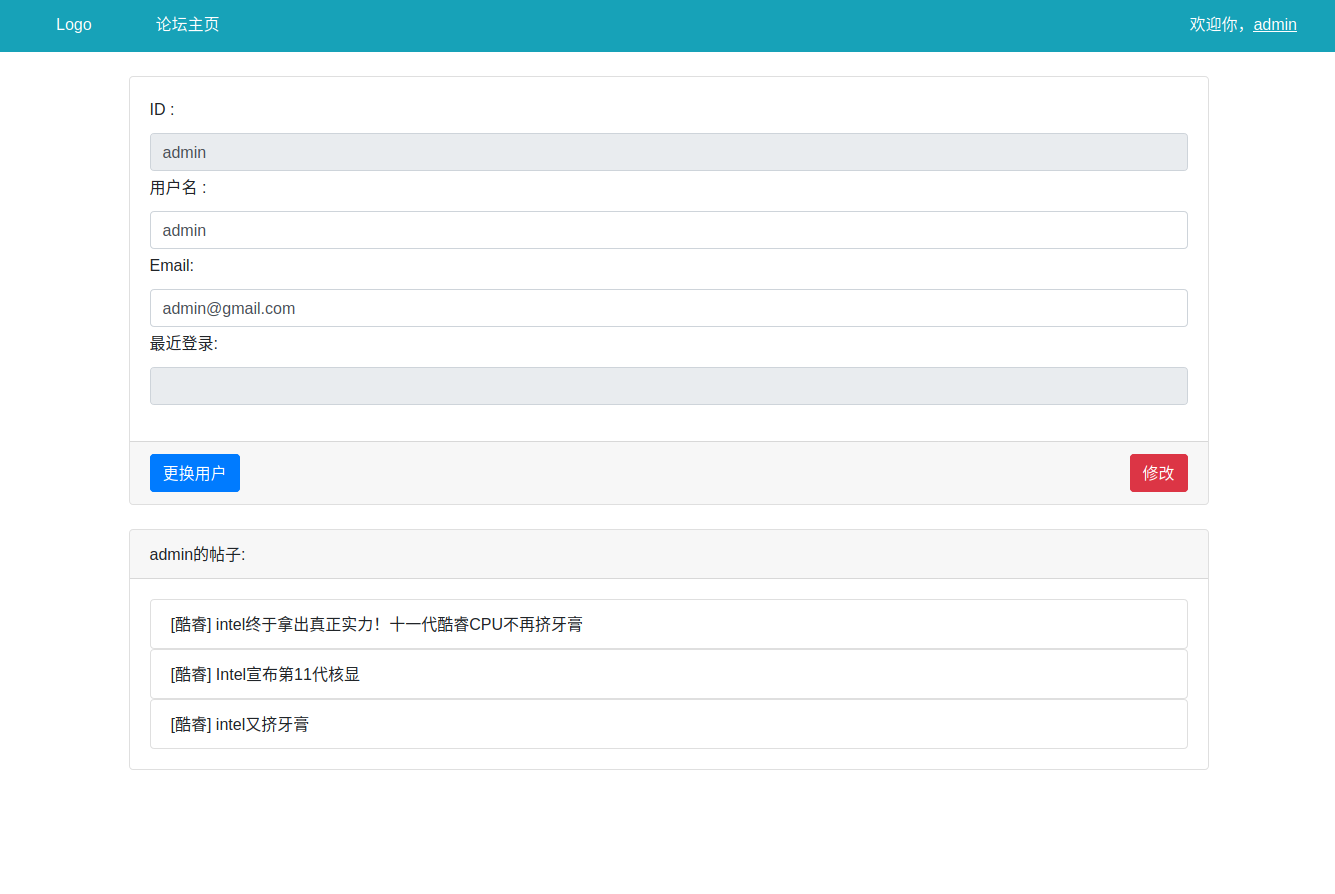 Logo 论坛主页 欢迎你，admin
ID :
admin
用户名 :
admin
Email:
admin@gmail.com
最近登录:
更换用户 修改
admin的帖子:
[酷睿] intel终于拿出真正实力！十一代酷睿CPU不再挤牙膏
[酷睿] Intel宣布第11代核显
[酷睿] intel又挤牙膏